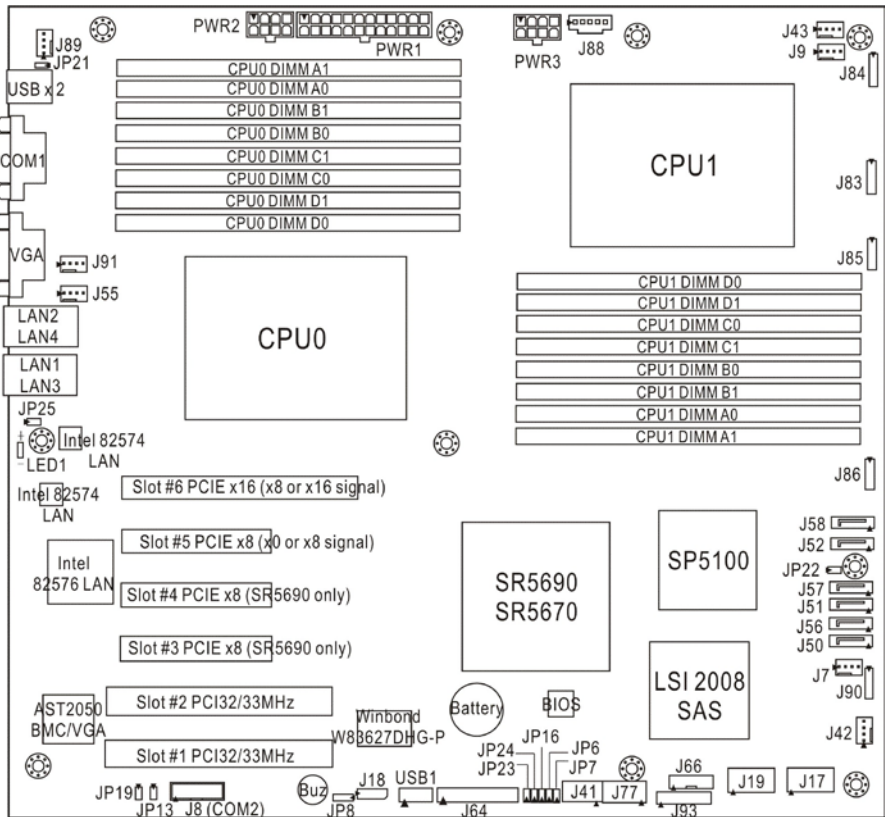 PWR2
PWR1
PWR3
J88
J43
J9
J84
J89
JP21
USB x 2
COM1
VGA
CPU0 DIMM A1
CPU0 DIMM A0
CPU0 DIMM B1
CPU0 DIMM B0
CPU0 DIMM C1
CPU0 DIMM C0
CPU0 DIMM D1
CPU0 DIMM D0
CPU1
J83
J85
J91
J55
LAN2
LAN4
LAN1
LAN3
CPU0
CPU1 DIMM D0
CPU1 DIMM D1
CPU1 DIMM C0
CPU1 DIMM C1
CPU1 DIMM B0
CPU1 DIMM B1
CPU1 DIMM A0
CPU1 DIMM A1
JP25
+
-
LED1
Intel 82574
LAN
Intel 82574
LAN
Intel
82576 LAN
Slot #6 PCIE x16 (x8 or x16 signal)
Slot #5 PCIE x8 (x0 or x8 signal)
Slot #4 PCIE x8 (SR5690 only)
Slot #3 PCIE x8 (SR5690 only)
Slot #2 PCI32/33MHz
Slot #1 PCI32/33MHz
SR5690
SR5670
SP5100
LSI 2008
SAS
J86
J58
J52
JP22
J57
J51
J56
J50
J7
J90
J42
AST2050
BMC/VGA
Winbond
W83627DHG-P
Battery
BIOS
JP19
JP13
J8 (COM2)
Buz
JP8
J18
USB1
J64
JP24
JP23
JP16
JP6
JP7
J41
J77
J66
J93
J19
J17